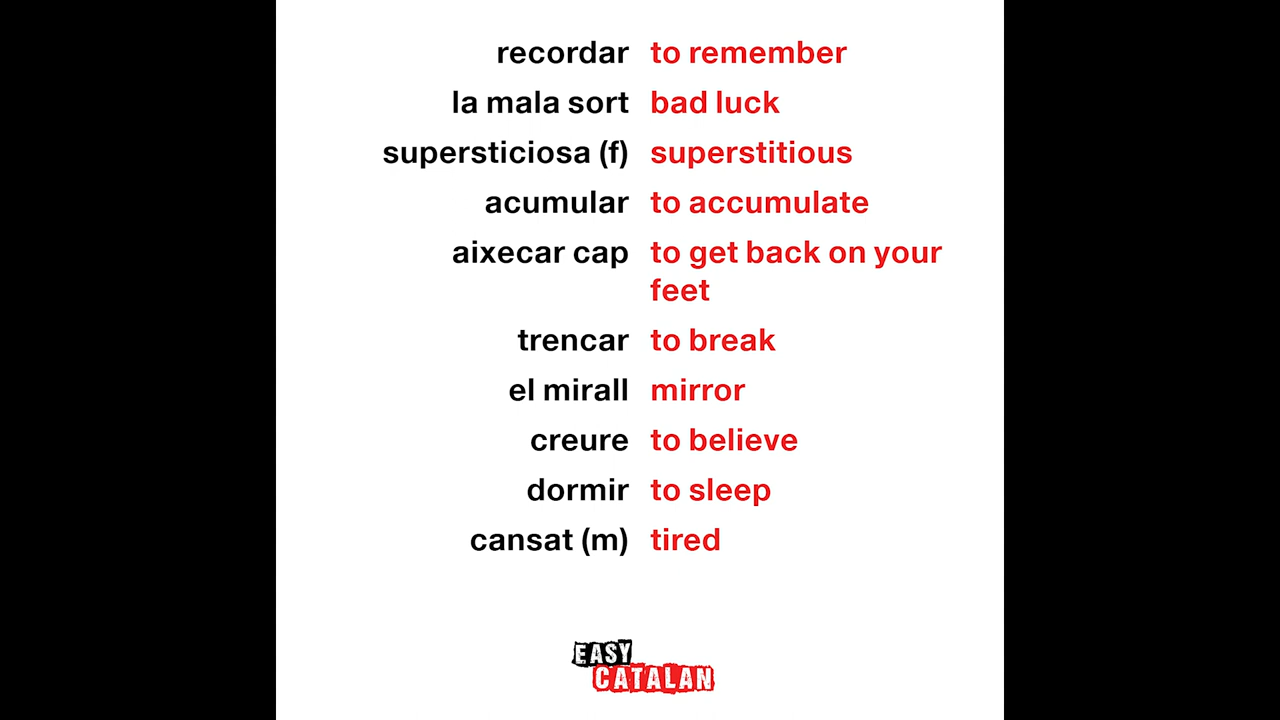 recordar to remember
la mala sort bad luck
supersticiosa (f) superstitious
acumular to accumulate
aixecar cap to get back on your
feet
trencar to break
el mirall mirror
creure to believe
dormir to sleep
cansat (m) tired
EASY
CATALAN